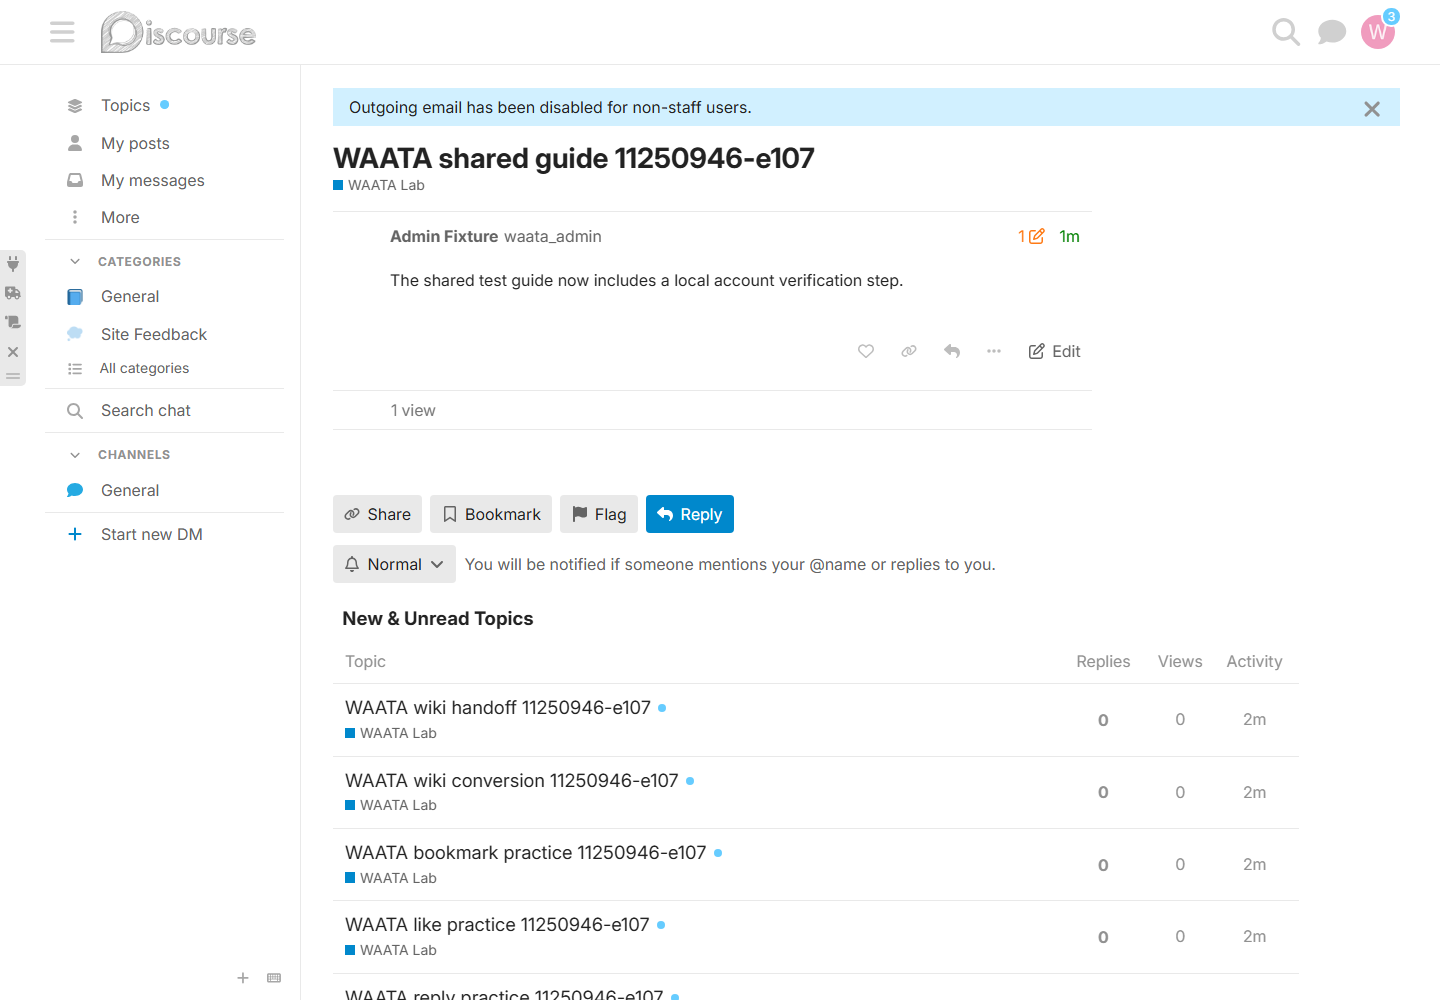 Discourse
W
3
Topics
My posts
My messages
More
CATEGORIES
General
Site Feedback
All categories
Search chat
CHANNELS
General
Start new DM
Outgoing email has been disabled for non-staff users.
WAATA shared guide 11250946-e107
WAATA Lab
Admin Fixture waata_admin 1 1m
The shared test guide now includes a local account verification step.
Edit
1 view
Share Bookmark Flag Reply
Normal You will be notified if someone mentions your @name or replies to you.
New & Unread Topics
Topic Replies Views Activity
WAATA wiki handoff 11250946-e107
WAATA Lab
0 0 2m
WAATA wiki conversion 11250946-e107
WAATA Lab
0 0 2m
WAATA bookmark practice 11250946-e107
WAATA Lab
0 0 2m
WAATA like practice 11250946-e107
WAATA Lab
0 0 2m
WAATA reply practice 11250946-e107